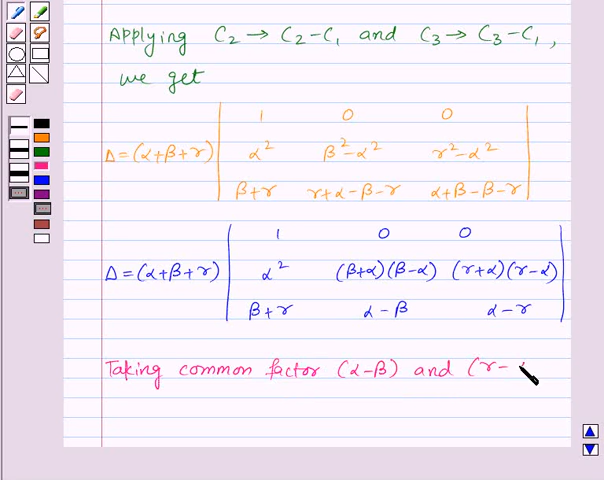 Applying C₂ → C₂-C₁ and C₃ → C₃-C₁,
we get
1 0 0
Δ = (α+β+γ) α² β²-α² γ²-α²
β+γ γ+α-β-γ α+β-β-γ
1 0 0
Δ = (α+β+γ) α² (β+α)(β-α) (γ+α)(γ-α)
β+γ α-β α-γ
Taking common factor (α-β) and (γ-